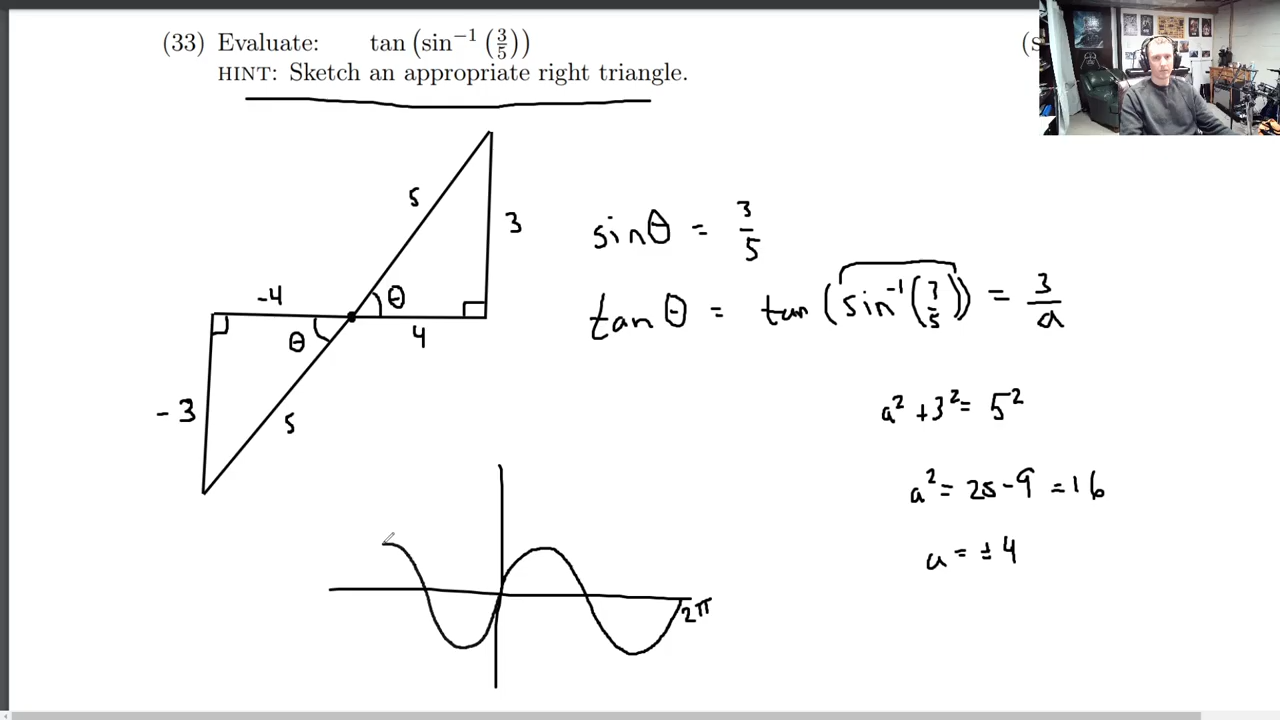 (33) Evaluate: tan (sin⁻¹ (3/5))
HINT: Sketch an appropriate right triangle.
(s
5
3
θ
4
-4
θ
-3
5
sinθ = 3/5
tanθ = tan(sin⁻¹(3/5)) = 3/a
a² + 3² = 5²
a² = 25 - 9 = 16
a = ± 4
2π